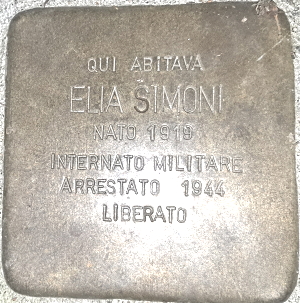 QUI ABITAVA
ELIA SIMONI
NATO 1919
INTERNATO MILITARE
ARRESTATO 1944
LIBERATO